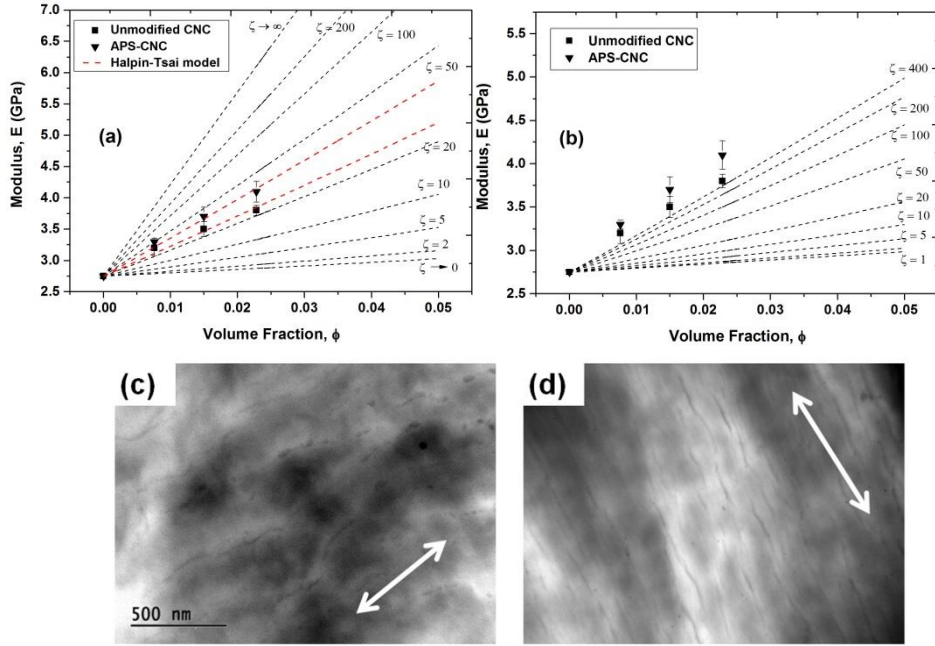 (a)
Unmodified CNC
APS-CNC
Halpin-Tsai model
7.0
6.5
6.0
5.5
5.0
4.5
4.0
3.5
3.0
2.5
Modulus, E (GPa)
0.00 0.01 0.02 0.03 0.04 0.05
Volume Fraction, ϕ
ζ → ∞
ζ = 200
ζ = 100
ζ = 50
ζ = 20
ζ = 10
ζ = 5
ζ = 2
ζ → 0
(b)
Unmodified CNC
APS-CNC
5.5
5.0
4.5
4.0
3.5
3.0
2.5
Modulus, E (GPa)
0.00 0.01 0.02 0.03 0.04 0.05
Volume Fraction, ϕ
ζ = 400
ζ = 200
ζ = 100
ζ = 50
ζ = 20
ζ = 10
ζ = 5
ζ = 1
(c)
500 nm
(d)